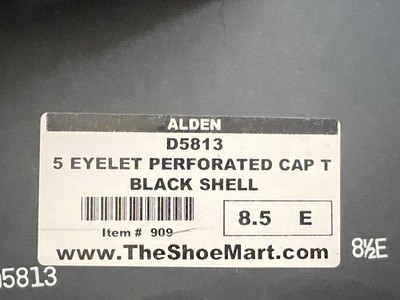 ALDEN
D5813
5 EYELET PERFORATED CAP T
BLACK SHELL
8.5 E
Item # 909
www.TheShoeMart.com
8½E
D5813